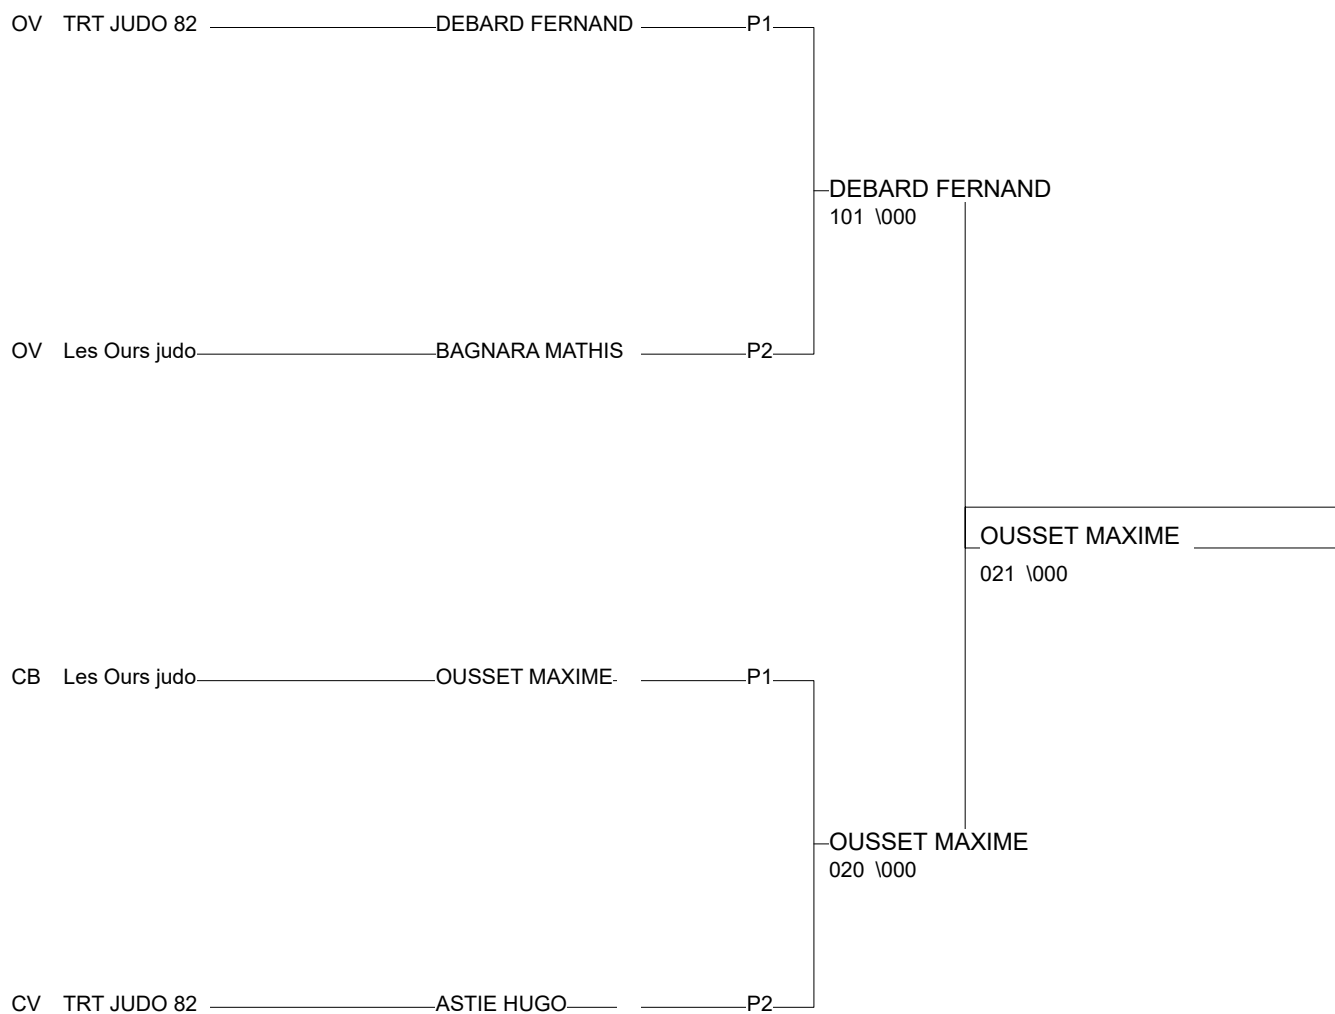 OV TRT JUDO 82 DEBARD FERNAND P1
DEBARD FERNAND
101 \000
OV Les Ours judo BAGNARA MATHIS P2
OUSSET MAXIME
021 \000
CB Les Ours judo OUSSET MAXIME P1
OUSSET MAXIME
020 \000
CV TRT JUDO 82 ASTIE HUGO P2